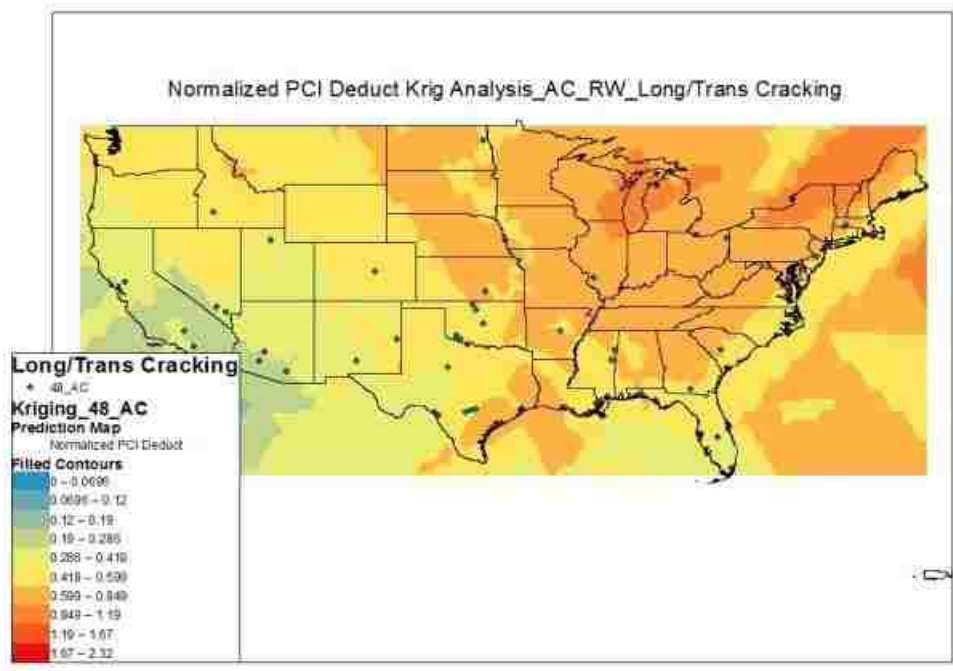 Normalized PCI Deduct Krig Analysis_AC_RW_Long/Trans Cracking
Long/Trans Cracking
48_AC
Kriging_48_AC
Prediction Map
Normalized PCI Deduct
Filled Contours
0 – 0.0696
0.0696 – 0.12
0.12 – 0.19
0.19 – 0.286
0.286 – 0.419
0.419 – 0.599
0.599 – 0.849
0.849 – 1.19
1.19 – 1.67
1.67 – 2.32